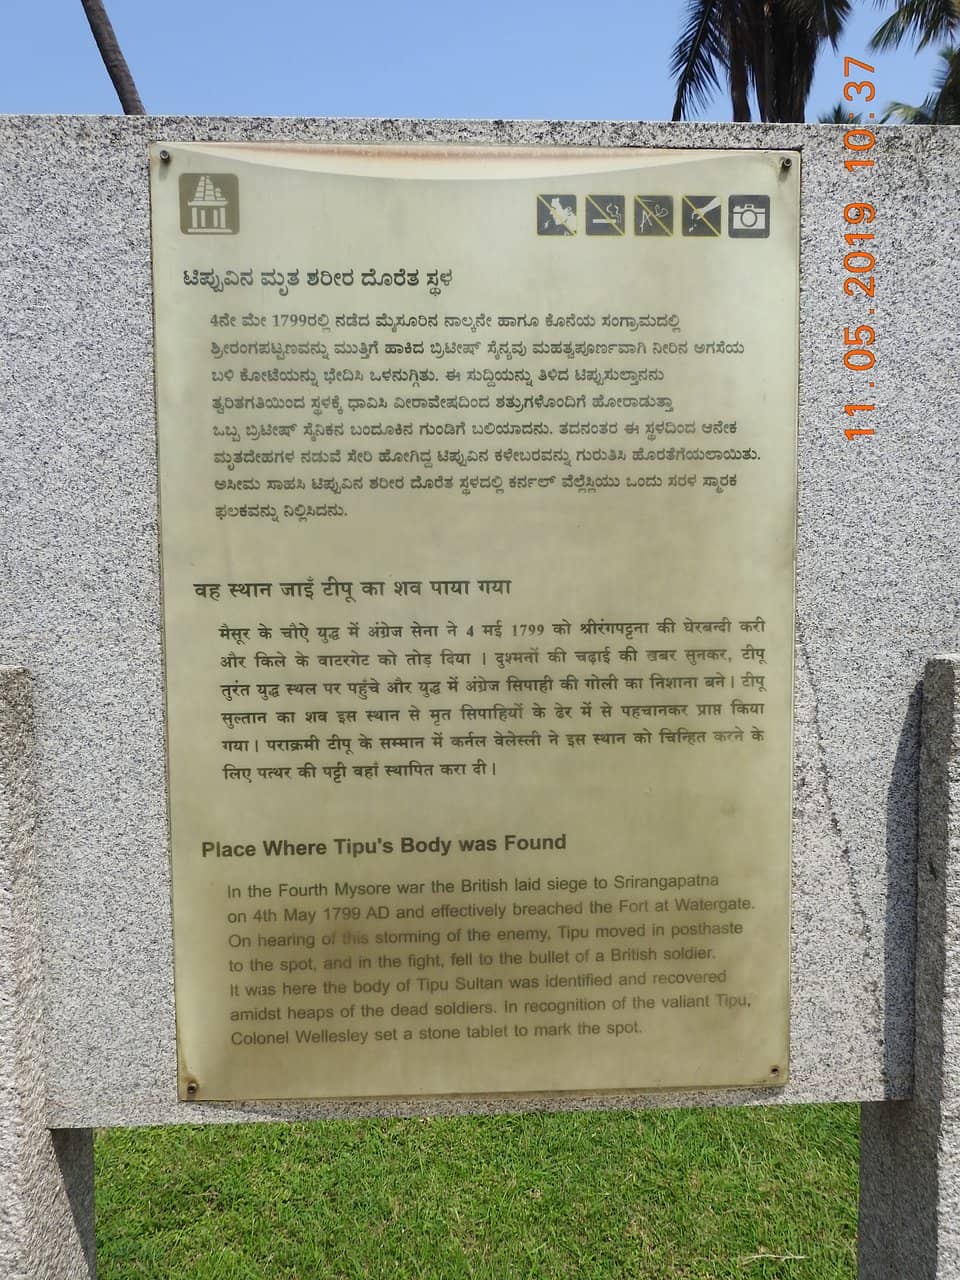 ಟಿಪ್ಪುವಿನ ಮೃತ ಶರೀರ ದೊರೆತ ಸ್ಥಳ
4ನೇ ಮೇ 1799ರಲ್ಲಿ ನಡೆದ ಮೈಸೂರಿನ ನಾಲ್ಕನೇ ಹಾಗೂ ಕೊನೆಯ ಸಂಗ್ರಾಮದಲ್ಲಿ
ಶ್ರೀರಂಗಪಟ್ಟಣವನ್ನು ಮುತ್ತಿಗೆ ಹಾಕಿದ ಬ್ರಿಟೀಷ್ ಸೈನ್ಯವು ಮಹತ್ವಪೂರ್ಣವಾಗಿ ನೀರಿನ ಅಗಸೆಯ
ಬಳಿ ಕೋಟೆಯನ್ನು ಭೇದಿಸಿ ಒಳನುಗ್ಗಿತು. ಈ ಸುದ್ದಿಯನ್ನು ತಿಳಿದ ಟಿಪ್ಪುಸುಲ್ತಾನನು
ತ್ವರಿತಗತಿಯಿಂದ ಸ್ಥಳಕ್ಕೆ ಧಾವಿಸಿ ವೀರಾವೇಷದಿಂದ ಶತ್ರುಗಳೊಂದಿಗೆ ಹೋರಾಡುತ್ತಾ
ಒಬ್ಬ ಬ್ರಿಟೀಷ್ ಸೈನಿಕನ ಬಂದೂಕಿನ ಗುಂಡಿಗೆ ಬಲಿಯಾದನು. ತದನಂತರ ಈ ಸ್ಥಳದಿಂದ ಅನೇಕ
ಮೃತದೇಹಗಳ ನಡುವೆ ಸೇರಿ ಹೋಗಿದ್ದ ಟಿಪ್ಪುವಿನ ಕಳೇಬರವನ್ನು ಗುರುತಿಸಿ ಹೊರತೆಗೆಯಲಾಯಿತು.
ಅಸೀಮ ಸಾಹಸಿ ಟಿಪ್ಪುವಿನ ಶರೀರ ದೊರೆತ ಸ್ಥಳದಲ್ಲಿ ಕರ್ನಲ್ ವೆಲ್ಲೆಸ್ಲಿಯು ಒಂದು ಸರಳ ಸ್ಮಾರಕ
ಫಲಕವನ್ನು ನಿಲ್ಲಿಸಿದನು.
वह स्थान जाइँ टीपू का शव पाया गया
मैसूर के चौऐ युद्ध में अंग्रेज सेना ने 4 मई 1799 को श्रीरंगपट्टना की घेरबन्दी करी
और किले के वाटरगेट को तोड़ दिया । दुश्मनों की चढ़ाई की खबर सुनकर, टीपू
तुरंत युद्ध स्थल पर पहुँचे और युद्ध में अंग्रेज सिपाही की गोली का निशाना बने । टीपू
सुल्तान का शव इस स्थान से मृत सिपाहियों के ढेर में से पहचानकर प्राप्त किया
गया । पराक्रमी टीपू के सम्मान में कर्नल वेलेस्ली ने इस स्थान को चिन्हित करने के
लिए पत्थर की पट्टी वहाँ स्थापित करा दी ।
Place Where Tipu's Body was Found
In the Fourth Mysore war the British laid siege to Srirangapatna
on 4th May 1799 AD and effectively breached the Fort at Watergate.
On hearing of this storming of the enemy, Tipu moved in posthaste
to the spot, and in the fight, fell to the bullet of a British soldier.
It was here the body of Tipu Sultan was identified and recovered
amidst heaps of the dead soldiers. In recognition of the valiant Tipu,
Colonel Wellesley set a stone tablet to mark the spot.
11.05.2019 10:37